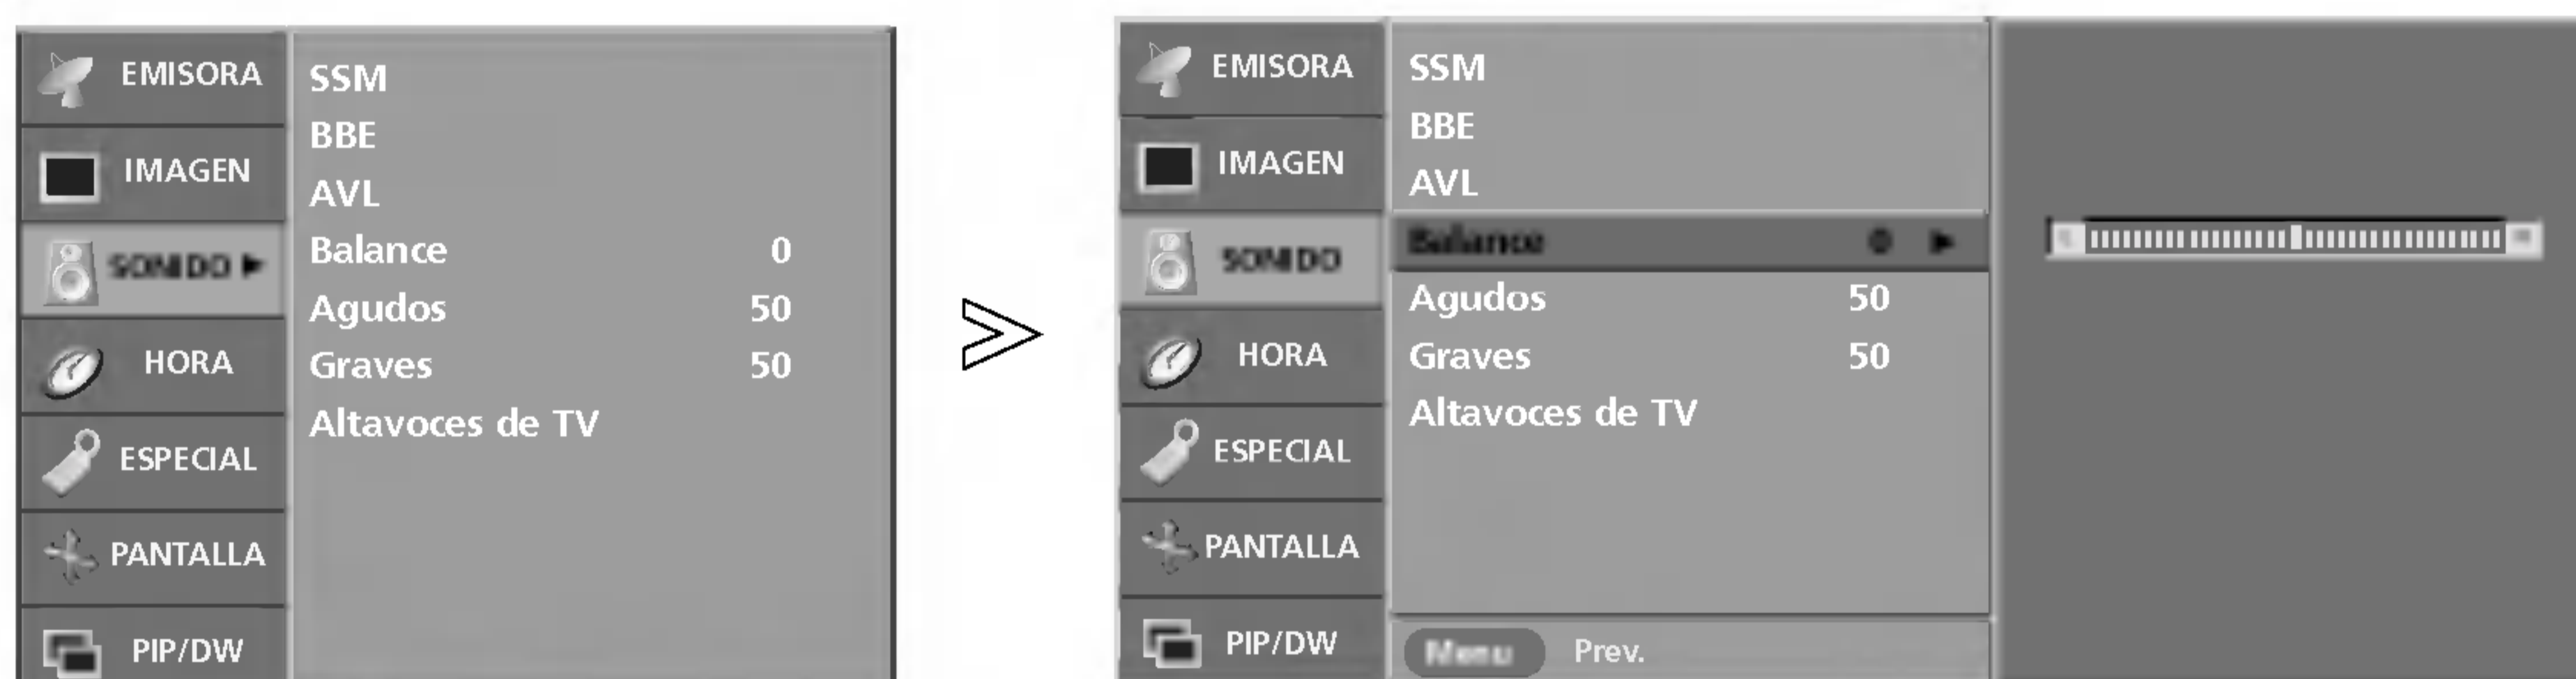 EMISORA
IMAGEN
SONIDO
HORA
ESPECIAL
PANTALLA
PIP/DW
SSM
BBE
AVL
Balance 0
Agudos 50
Graves 50
Altavoces de TV
EMISORA
IMAGEN
SONIDO
HORA
ESPECIAL
PANTALLA
PIP/DW
SSM
BBE
AVL
Balance 0
Agudos 50
Graves 50
Altavoces de TV
Menu Prev.